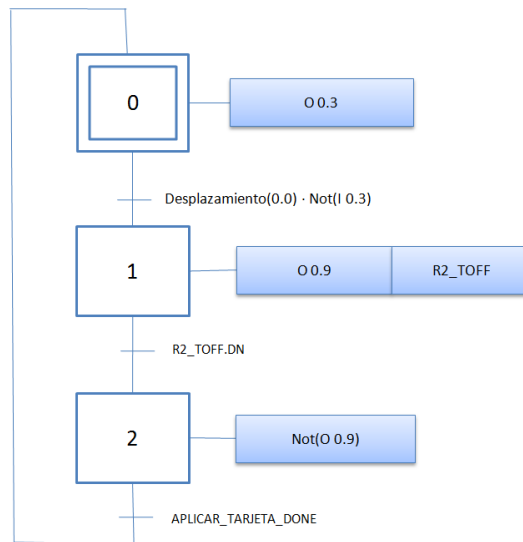 0
O 0.3
Desplazamiento(0.0) · Not(I 0.3)
1
O 0.9
R2_TOFF
R2_TOFF.DN
2
Not(O 0.9)
APLICAR_TARJETA_DONE